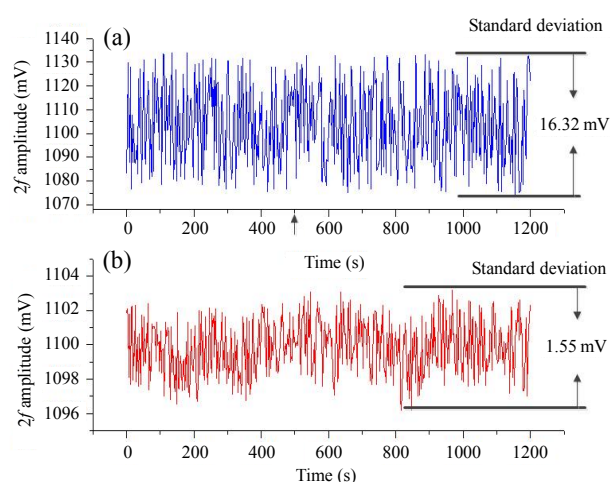 (a)
Standard deviation
1140
1130
1120
1110
1100
1090
1080
1070
2f amplitude (mV)
16.32 mV
0 200 400 600 800 1000 1200
Time (s)
(b)
Standard deviation
1104
1102
1100
1098
1096
2f amplitude (mV)
1.55 mV
0 200 400 600 800 1000 1200
Time (s)